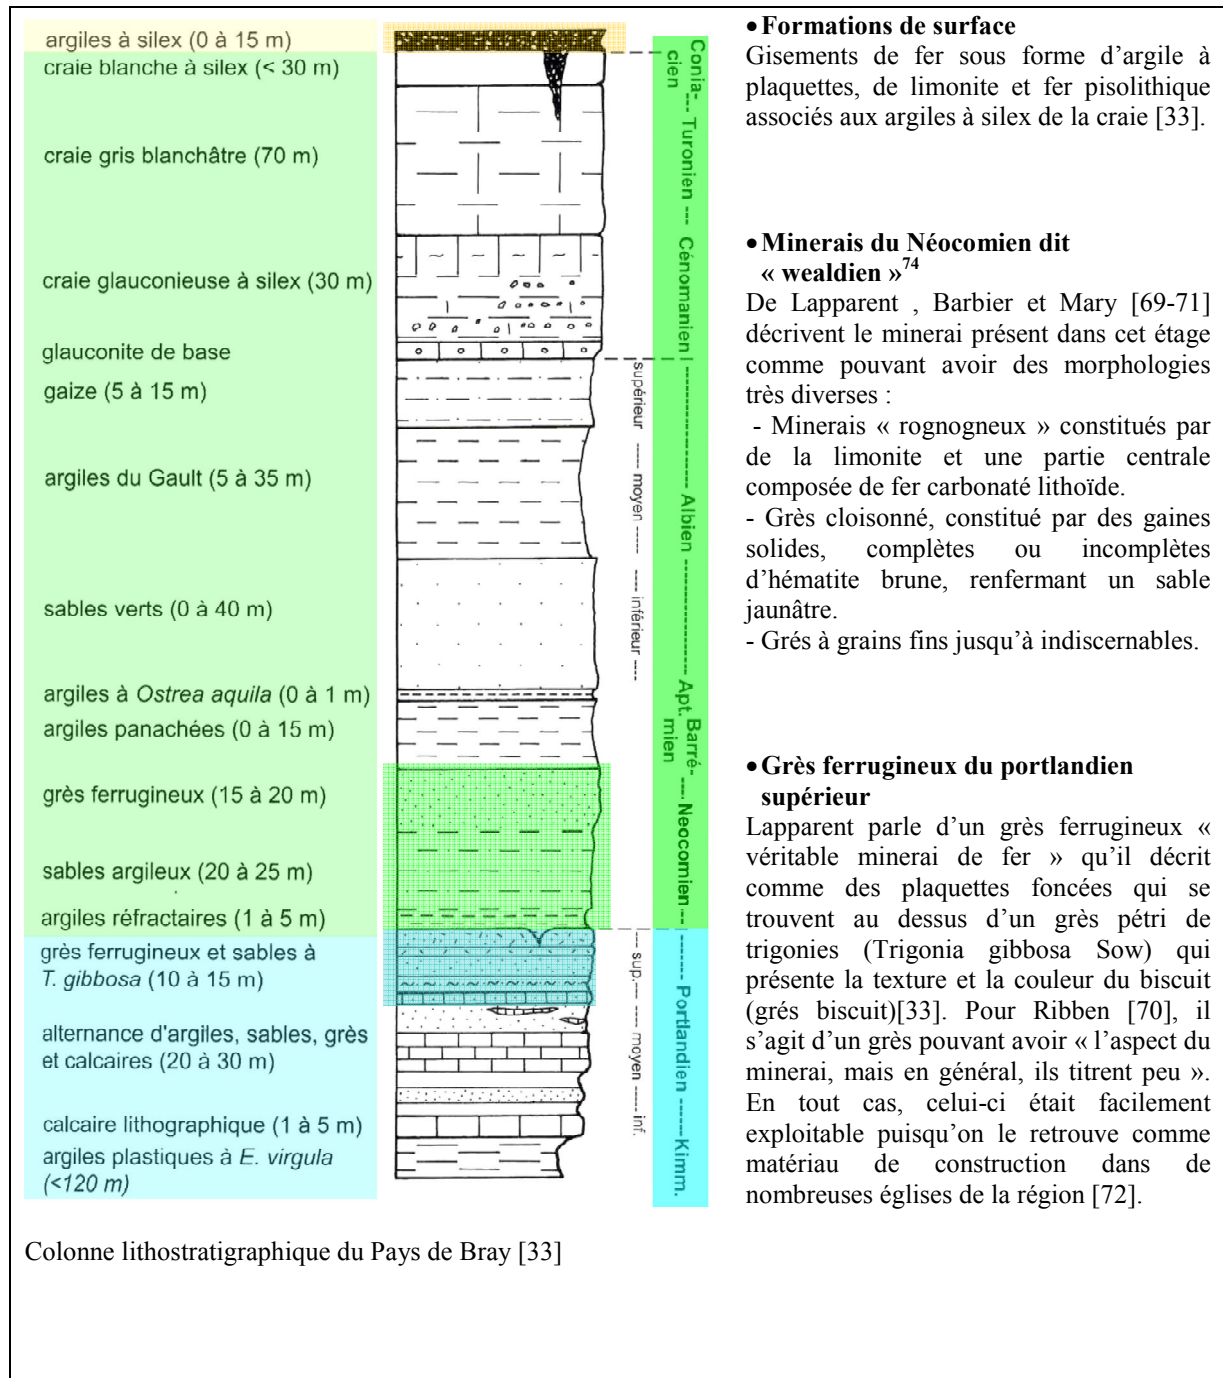 argiles à silex (0 à 15 m)
craie blanche à silex (< 30 m)
craie gris blanchâtre (70 m)
craie glauconieuse à silex (30 m)
glauconite de base
gaize (5 à 15 m)
argiles du Gault (5 à 35 m)
sables verts (0 à 40 m)
argiles à Ostrea aquila (0 à 1 m)
argiles panachées (0 à 15 m)
grès ferrugineux (15 à 20 m)
sables argileux (20 à 25 m)
argiles réfractaires (1 à 5 m)
grès ferrugineux et sables à
T. gibbosa (10 à 15 m)
alternance d'argiles, sables, grès
et calcaires (20 à 30 m)
calcaire lithographique (1 à 5 m)
argiles plastiques à E. virgula
(<120 m)
supérieur ----- moyen ----- inférieur ----
---sup.--- moyen ---- inf.
Conia-
cien --- Turonien --- Cénomanien -------- Albien -------- Apt. Barré-
mien ---- Neocomien -- ------- Portlandien ------Kimm.
Colonne lithostratigraphique du Pays de Bray [33]
• Formations de surface
Gisements de fer sous forme d'argile à
plaquettes, de limonite et fer pisolithique
associés aux argiles à silex de la craie [33].
• Minerais du Néocomien dit
« wealdien »74
De Lapparent , Barbier et Mary [69-71]
décrivent le minerai présent dans cet étage
comme pouvant avoir des morphologies
très diverses :
- Minerais « rognogneux » constitués par
de la limonite et une partie centrale
composée de fer carbonaté lithoïde.
- Grès cloisonné, constitué par des gaines
solides, complètes ou incomplètes
d'hématite brune, renfermant un sable
jaunâtre.
- Grés à grains fins jusqu'à indiscernables.
• Grès ferrugineux du portlandien
supérieur
Lapparent parle d'un grès ferrugineux «
véritable minerai de fer » qu'il décrit
comme des plaquettes foncées qui se
trouvent au dessus d'un grès pétri de
trigonies (Trigonia gibbosa Sow) qui
présente la texture et la couleur du biscuit
(grés biscuit)[33]. Pour Ribben [70], il
s'agit d'un grès pouvant avoir « l'aspect du
minerai, mais en général, ils titrent peu ».
En tout cas, celui-ci était facilement
exploitable puisqu'on le retrouve comme
matériau de construction dans de
nombreuses églises de la région [72].